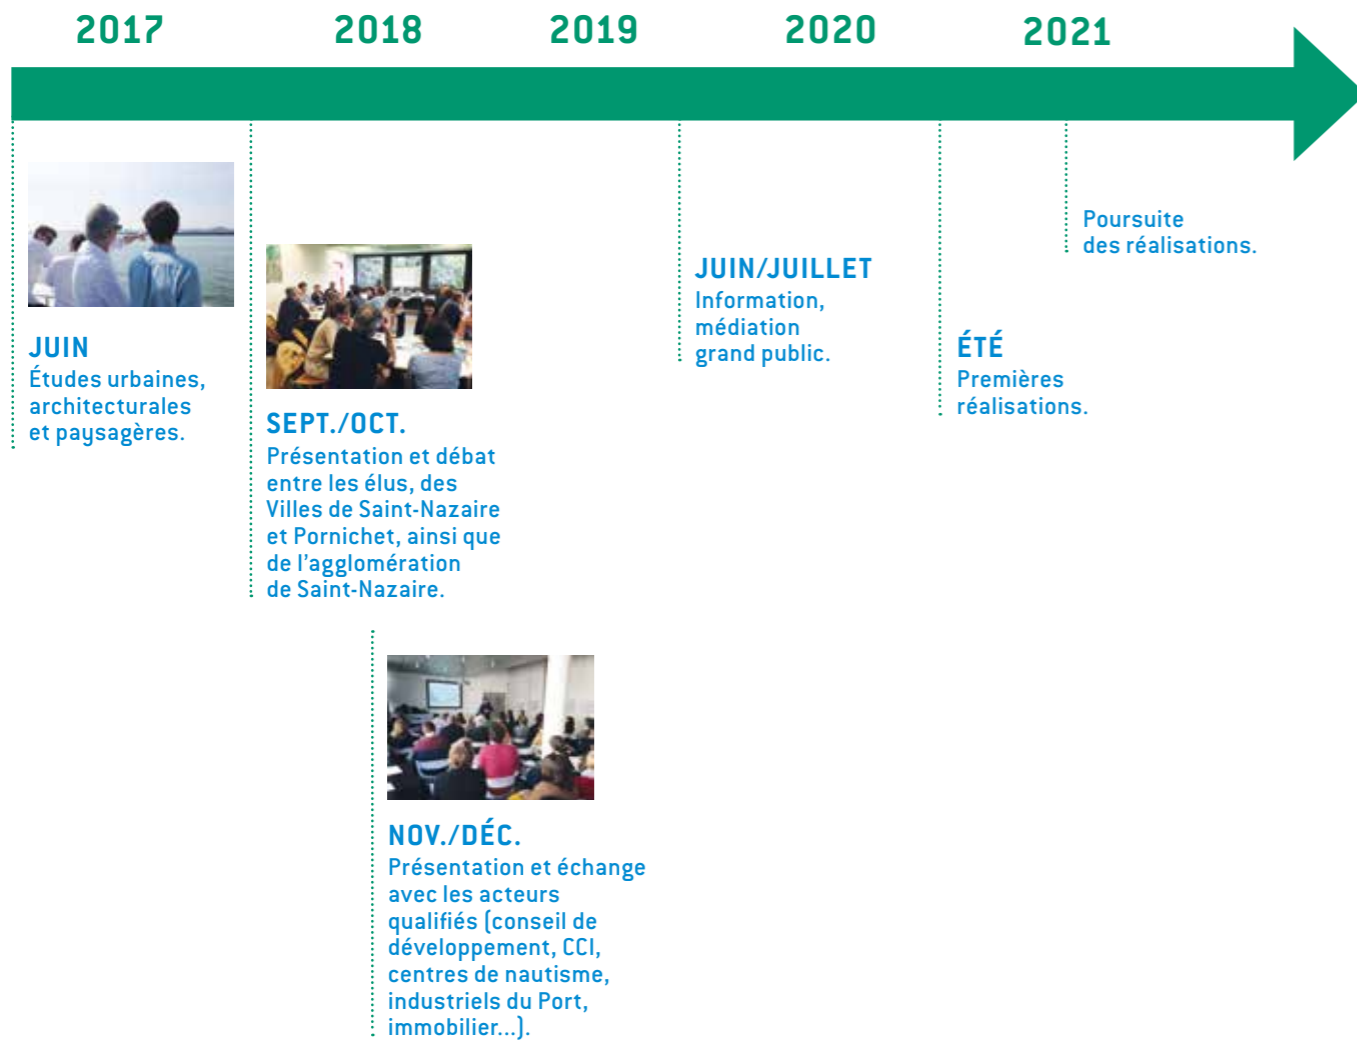 2017
2018
2019
2020
2021
JUIN
Études urbaines,
architecturales
et paysagères.
SEPT./OCT.
Présentation et débat
entre les élus, des
Villes de Saint-Nazaire
et Pornichet, ainsi que
de l'agglomération
de Saint-Nazaire.
NOV./DÉC.
Présentation et échange
avec les acteurs
qualifiés (conseil de
développement, CCI,
centres de nautisme,
industriels du Port,
immobilier...).
JUIN/JUILLET
Information,
médiation
grand public.
ÉTÉ
Premières
réalisations.
Poursuite
des réalisations.